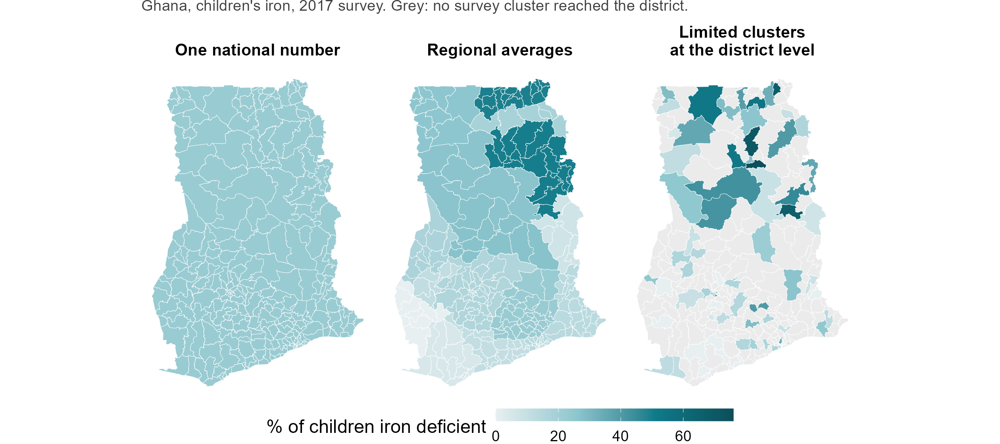 Ghana, children's iron, 2017 survey. Grey: no survey cluster reached the district.
One national number
Regional averages
Limited clusters
at the district level
% of children iron deficient
0 20 40 60